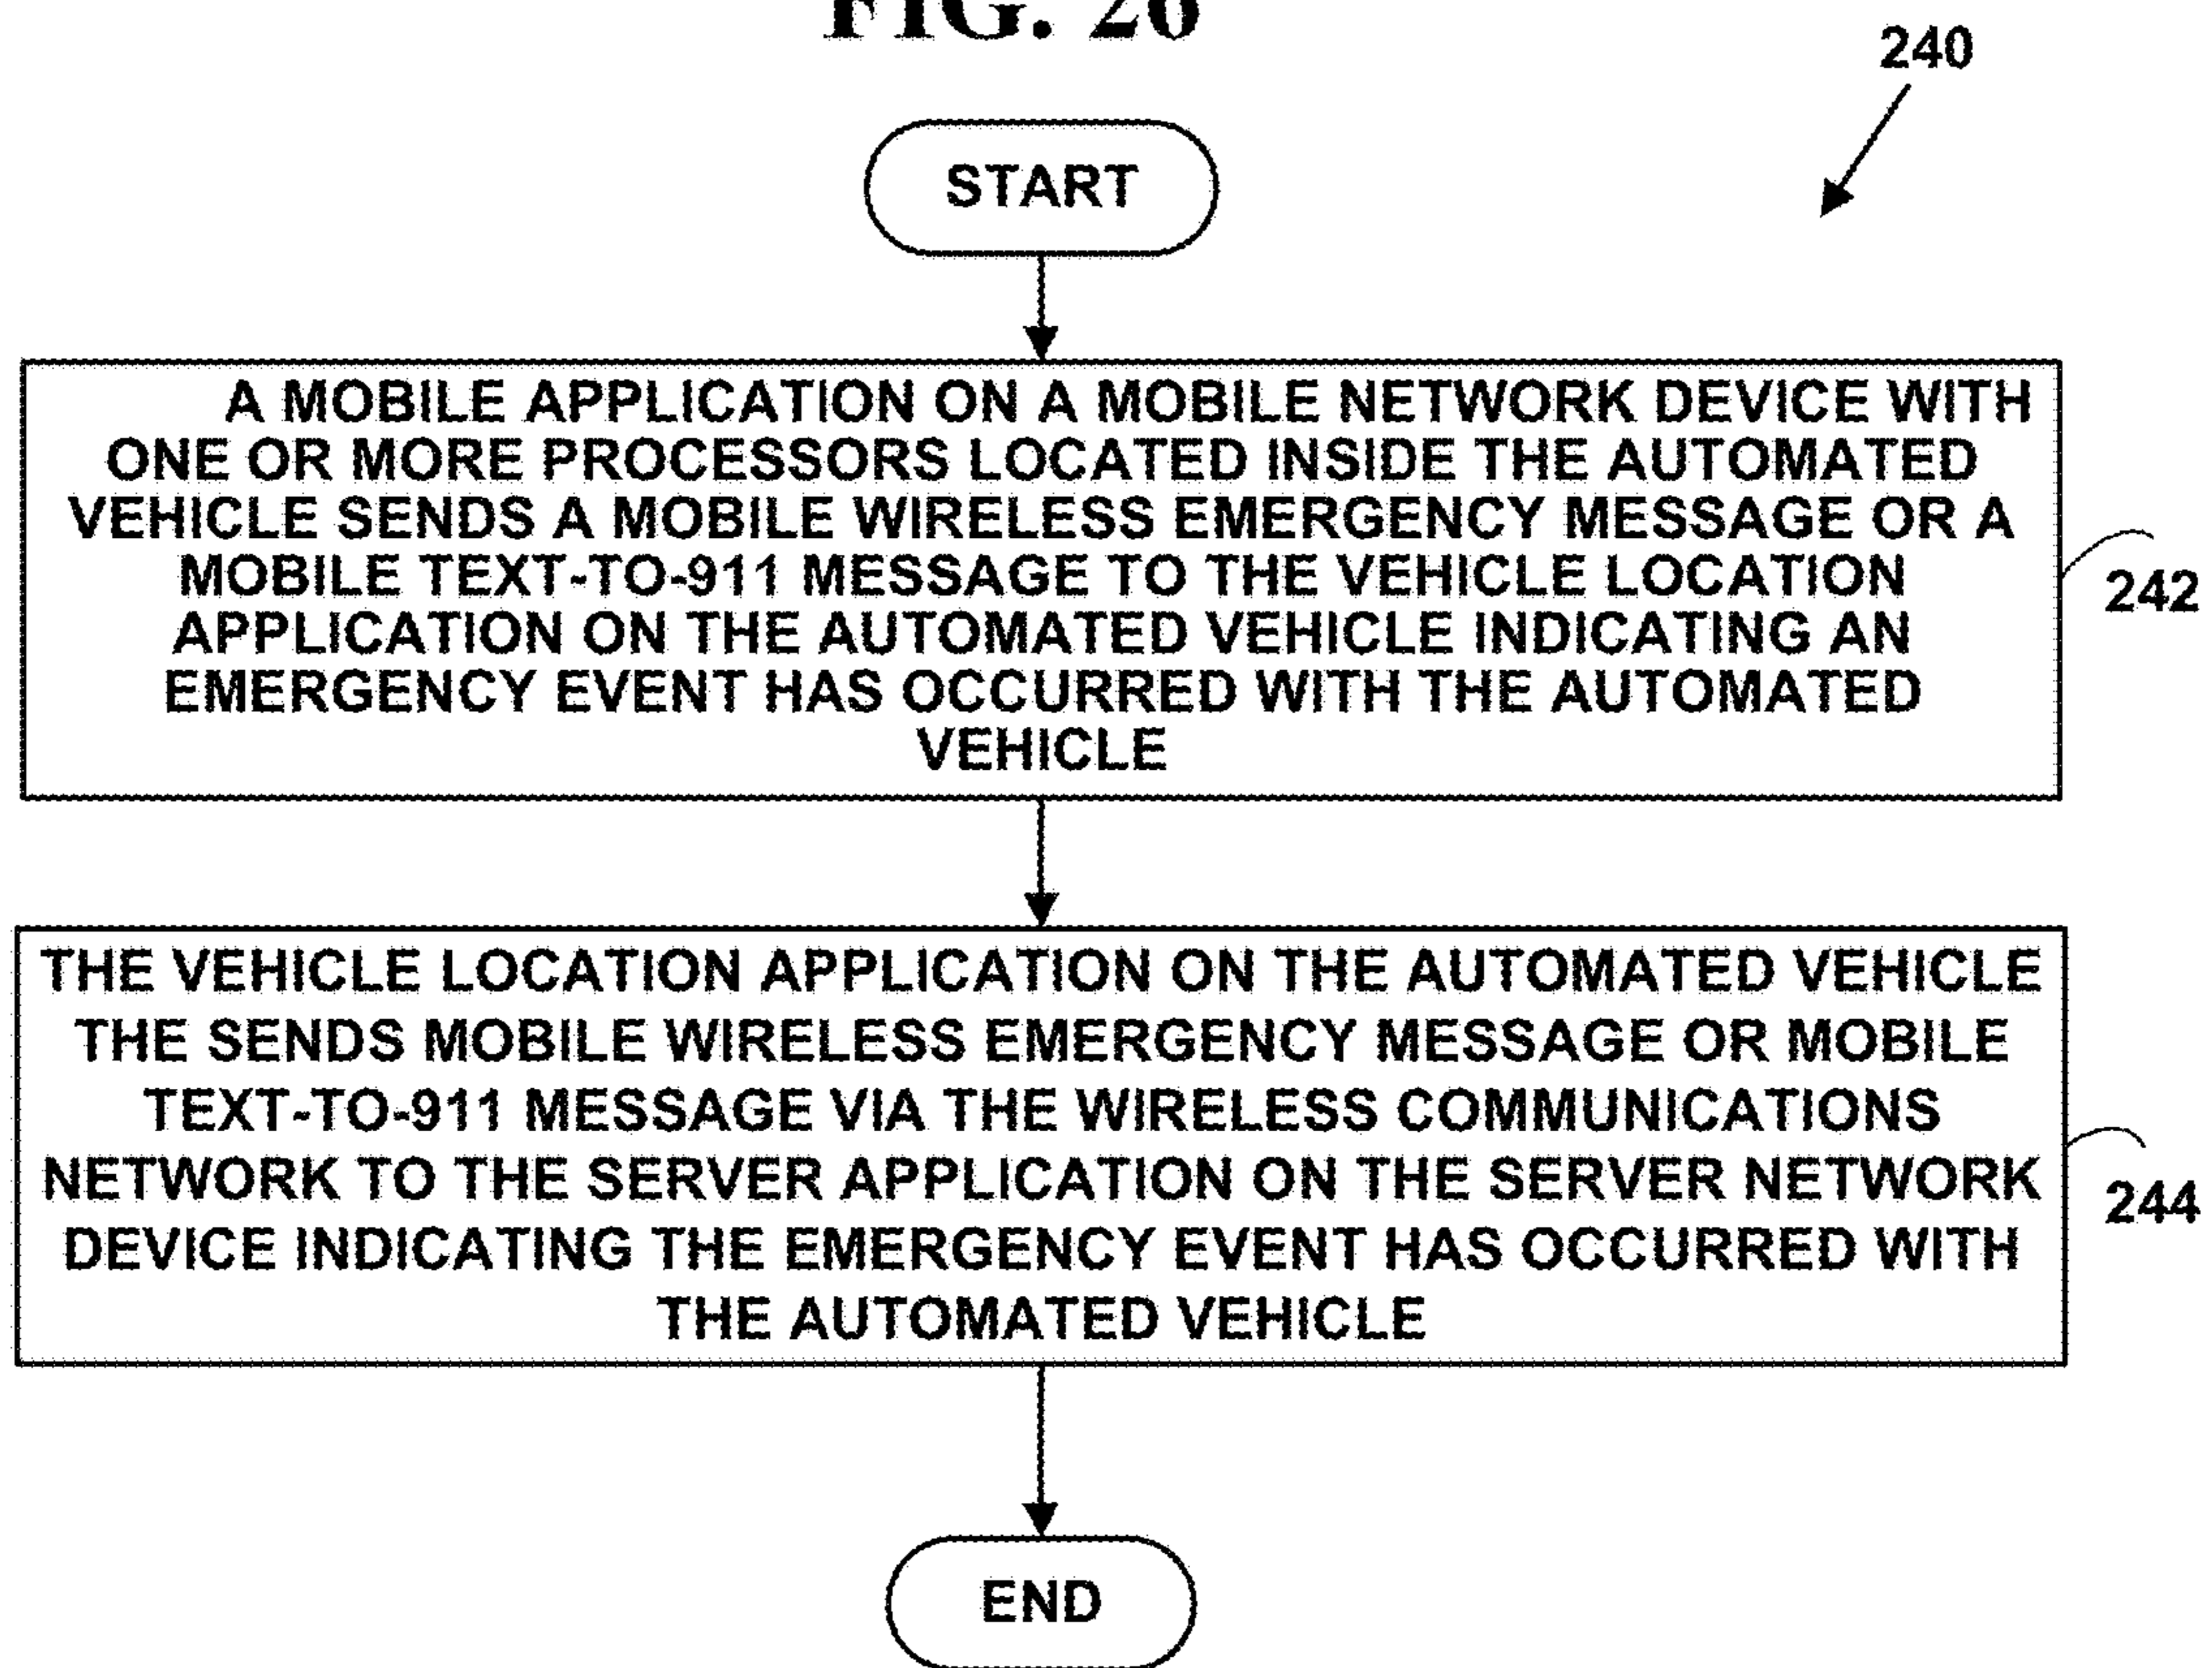 FIG. 26
240
START
A MOBILE APPLICATION ON A MOBILE NETWORK DEVICE WITH
ONE OR MORE PROCESSORS LOCATED INSIDE THE AUTOMATED
VEHICLE SENDS A MOBILE WIRELESS EMERGENCY MESSAGE OR A
MOBILE TEXT-TO-911 MESSAGE TO THE VEHICLE LOCATION
APPLICATION ON THE AUTOMATED VEHICLE INDICATING AN
EMERGENCY EVENT HAS OCCURRED WITH THE AUTOMATED
VEHICLE
242
THE VEHICLE LOCATION APPLICATION ON THE AUTOMATED VEHICLE
THE SENDS MOBILE WIRELESS EMERGENCY MESSAGE OR MOBILE
TEXT-TO-911 MESSAGE VIA THE WIRELESS COMMUNICATIONS
NETWORK TO THE SERVER APPLICATION ON THE SERVER NETWORK
DEVICE INDICATING THE EMERGENCY EVENT HAS OCCURRED WITH
THE AUTOMATED VEHICLE
244
END